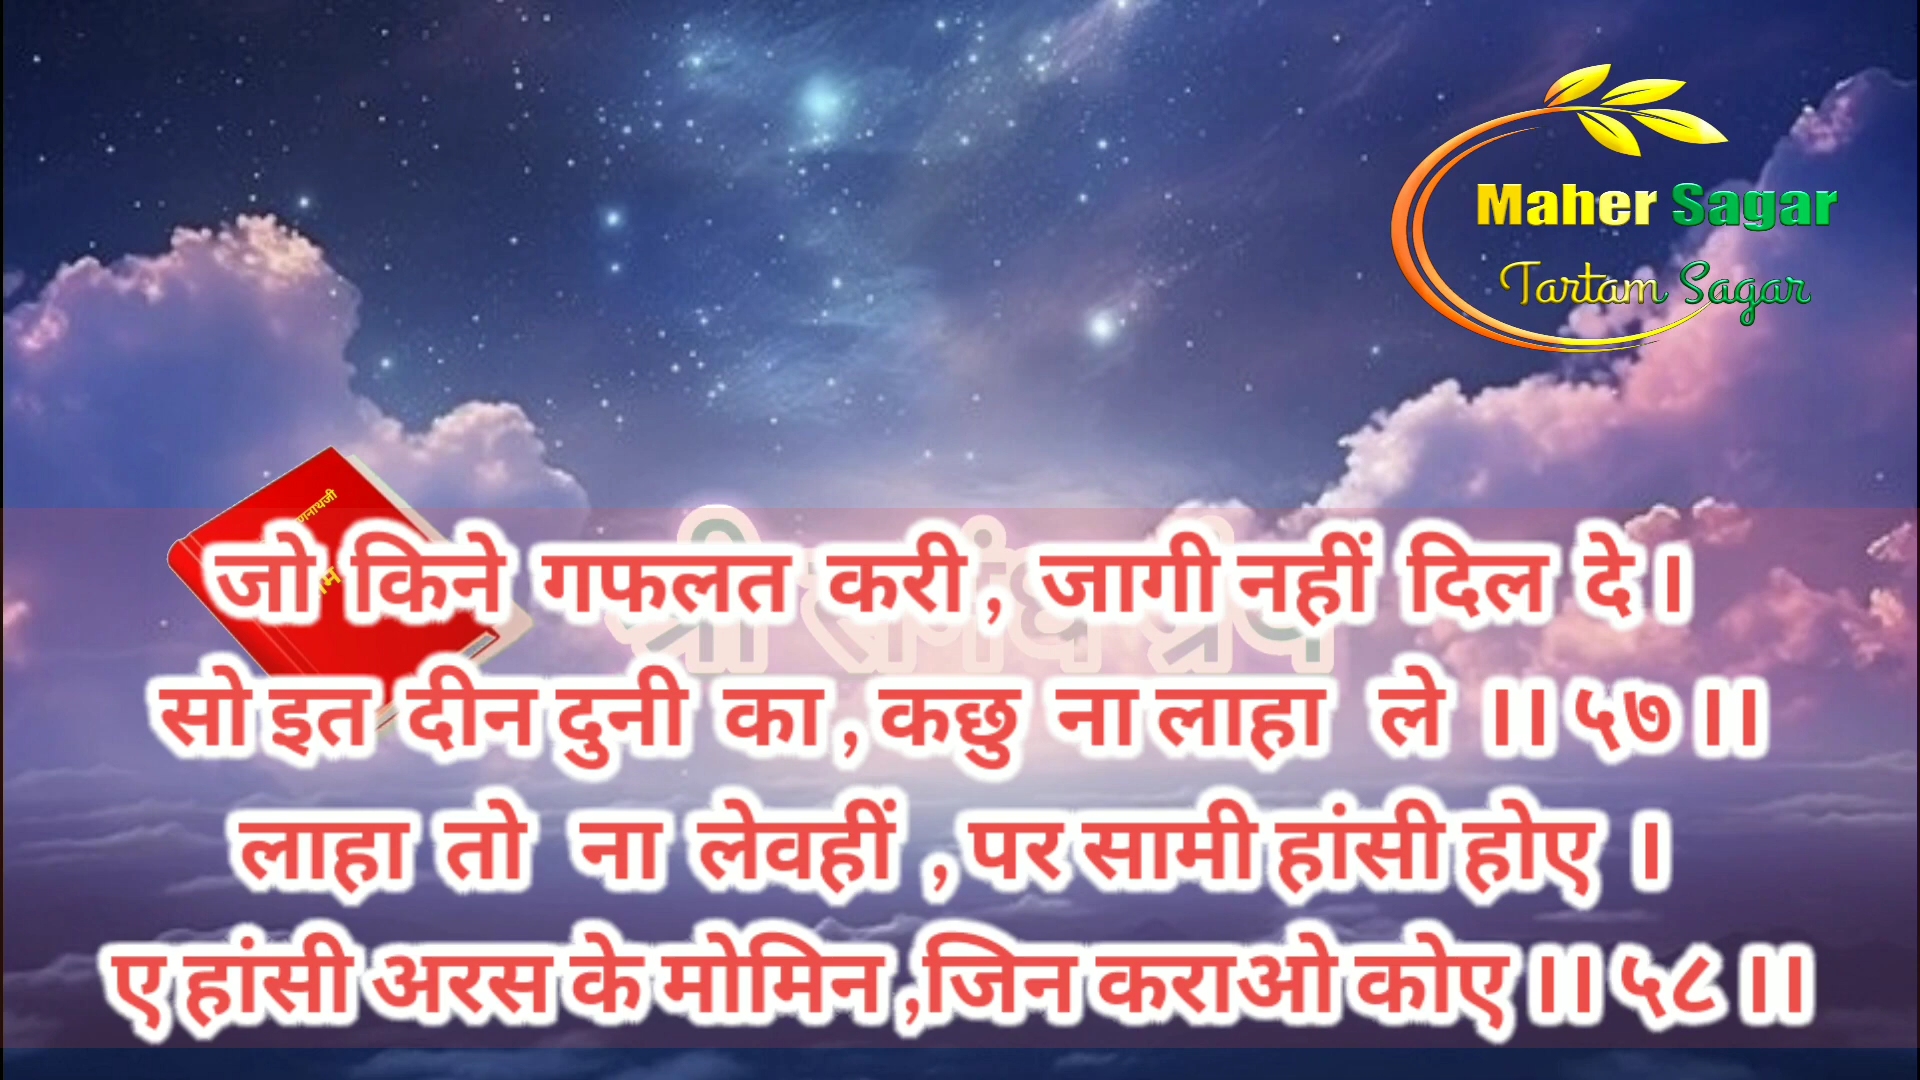 Maher Sagar
Tartam Sagar
जो किने गफलत करी , जागी नहीं दिल दे ।
सो इत दीन दुनी का , कछु ना लाहा ले ।। ५७ ।।
लाहा तो ना लेवहीं , पर सामी हांसी होए ।
ए हांसी अरस के मोमिन ,जिन कराओ कोए ।। ५८ ।।